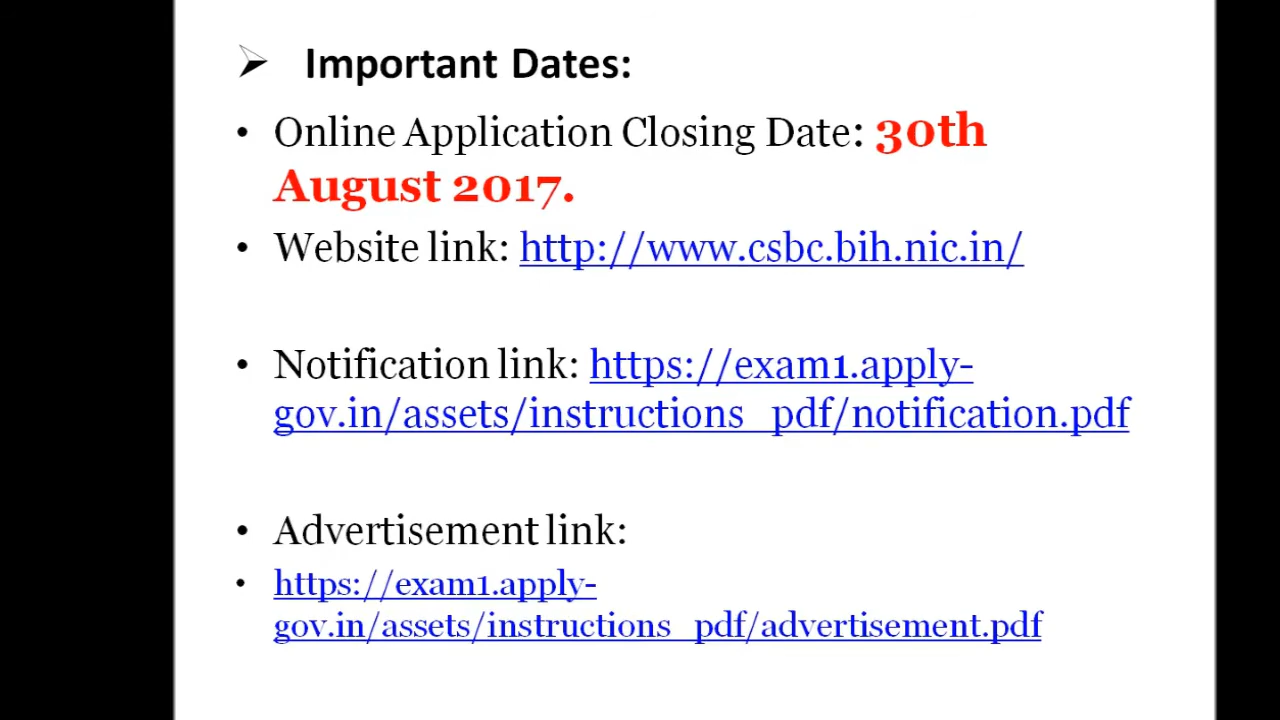 ➢ Important Dates:
• Online Application Closing Date: 30th
August 2017.
• Website link: http://www.csbc.bih.nic.in/
• Notification link: https://exam1.apply-
gov.in/assets/instructions_pdf/notification.pdf
• Advertisement link:
• https://exam1.apply-
gov.in/assets/instructions_pdf/advertisement.pdf